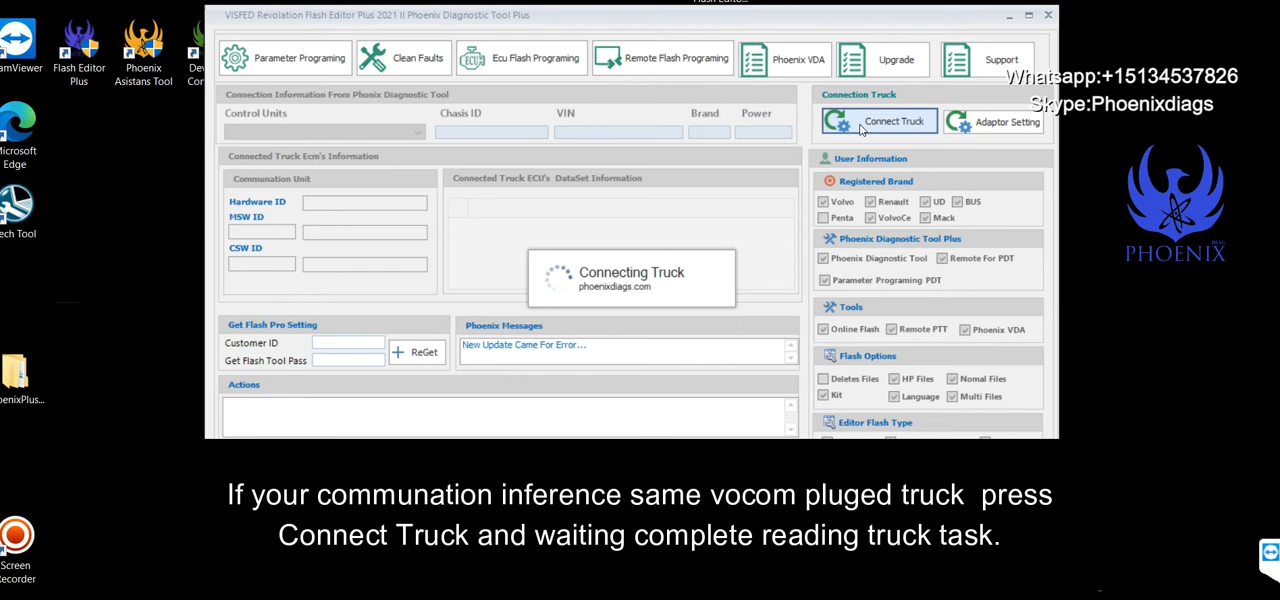 Flash Edito...
VISFED Revolation Flash Editor Plus 2021 II Phoenix Diagnostic Tool Plus
Parameter Programing
Clean Faults
Ecu Flash Programing
Remote Flash Programing
Phoenix VDA
Upgrade
Support
Whatsapp:+15134537826
Skype:Phoenixdiags
Connection Information From Phonix Diagnostic Tool
Control Units
Chasis ID
VIN
Brand
Power
Connection Truck
Connect Truck
Adaptor Setting
Connected Truck Ecm's Information
Communation Unit
Hardware ID
MSW ID
CSW ID
Connected Truck ECU's DataSet Information
Connecting Truck
phoenixdiags.com
User Information
Registered Brand
Volvo
Renault
UD
BUS
Penta
VolvoCe
Mack
Phoenix Diagnostic Tool Plus
Phoenix Diagnostic Tool
Remote For PDT
Parameter Programing PDT
Tools
Online Flash
Remote PTT
Phoenix VDA
Flash Options
Deletes Files
HP Files
Nomal Files
Kit
Language
Multi Files
Editor Flash Type
Get Flash Pro Setting
Customer ID
Get Flash Tool Pass
ReGet
Phoenix Messages
New Update Came For Error...
Actions
PHOENIX
DIAG
amViewer
Flash Editor
Plus
Phoenix
Asistans Tool
Dev
Con
Microsoft
Edge
ech Tool
oenixPlus...
Screen
Recorder
If your communation inference same vocom pluged truck press
Connect Truck and waiting complete reading truck task.